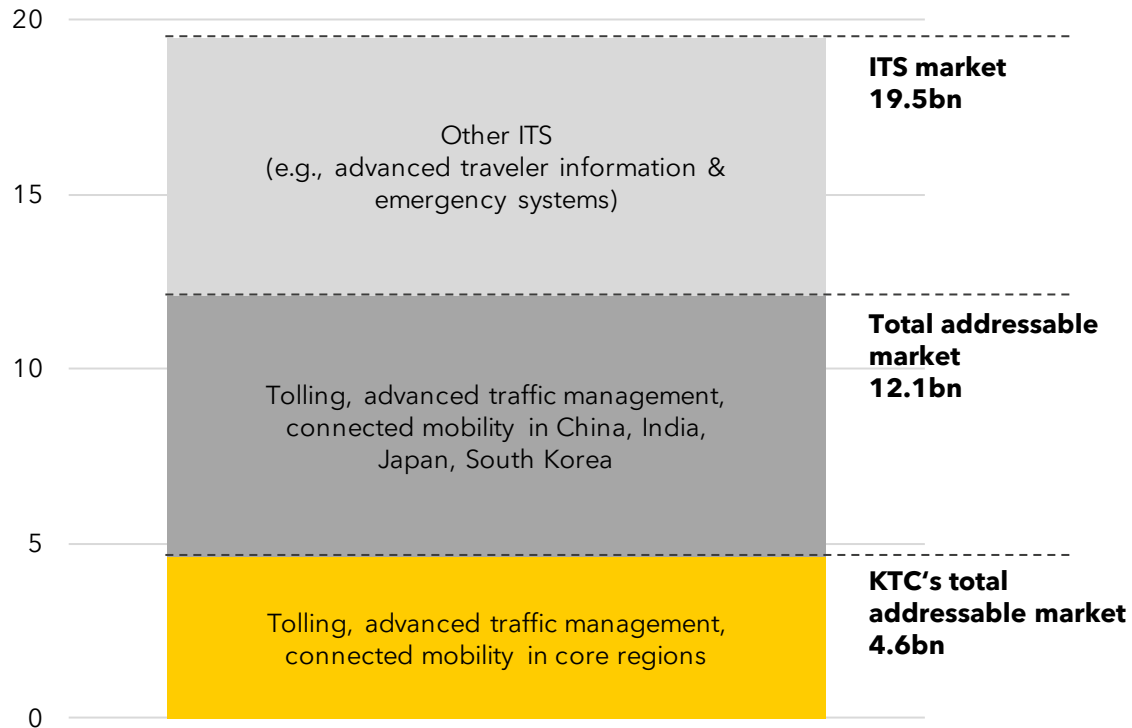 20
ITS market
19.5bn
Other ITS
(e.g., advanced traveler information &
emergency systems)
15
Total addressable
market
12.1bn
10
Tolling, advanced traffic management,
connected mobility in China, India,
Japan, South Korea
5
KTC‘s total
addressable market
4.6bn
Tolling, advanced traffic management,
connected mobility in core regions
0